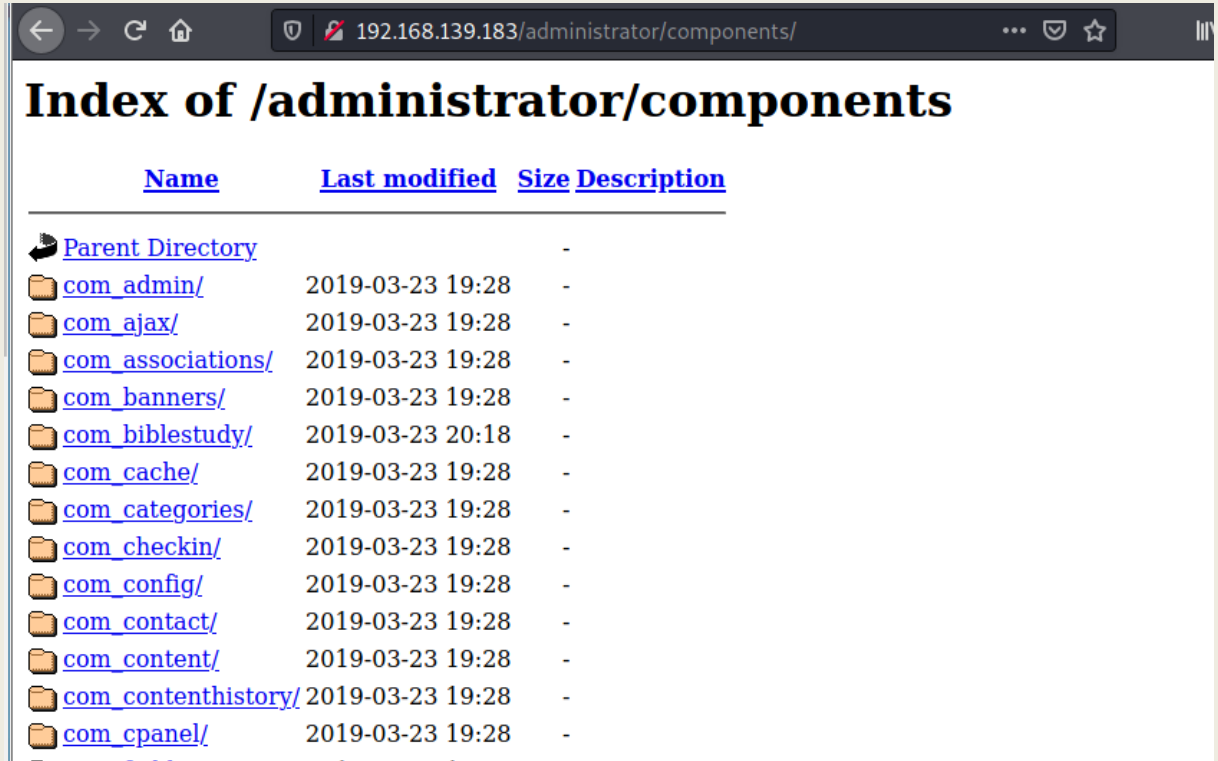 192.168.139.183/administrator/components/
Index of /administrator/components
Name Last modified Size Description
Parent Directory -
com_admin/ 2019-03-23 19:28 -
com_ajax/ 2019-03-23 19:28 -
com_associations/ 2019-03-23 19:28 -
com_banners/ 2019-03-23 19:28 -
com_biblestudy/ 2019-03-23 20:18 -
com_cache/ 2019-03-23 19:28 -
com_categories/ 2019-03-23 19:28 -
com_checkin/ 2019-03-23 19:28 -
com_config/ 2019-03-23 19:28 -
com_contact/ 2019-03-23 19:28 -
com_content/ 2019-03-23 19:28 -
com_contenthistory/ 2019-03-23 19:28 -
com_cpanel/ 2019-03-23 19:28 -